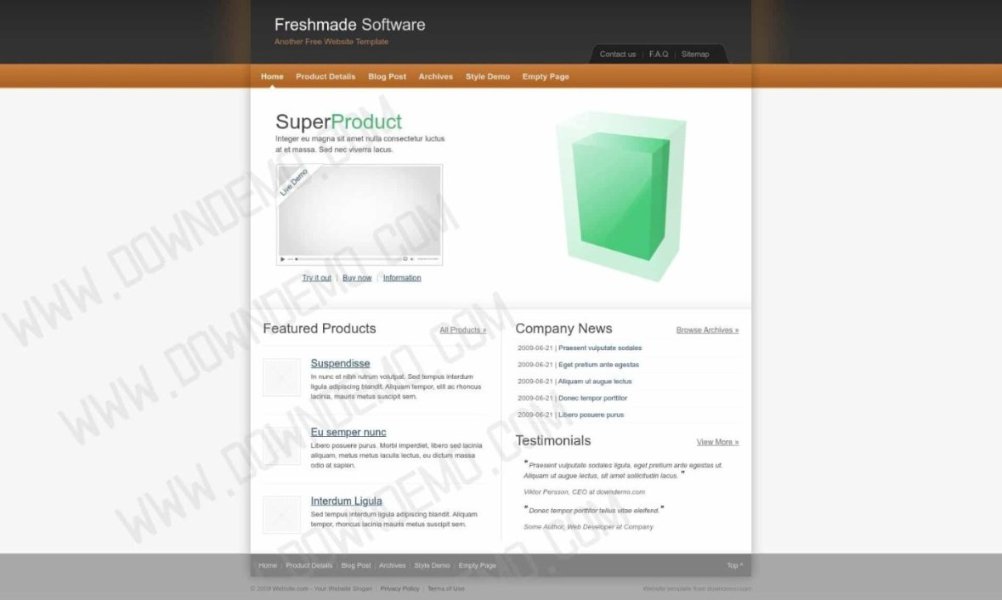 Freshmade Software
Another Free Website Template
Contact us | F.A.Q | Sitemap
Home Product Details Blog Post Archives Style Demo Empty Page
SuperProduct
Integer eu magna sit amet nulla consectetur luctus
at et massa. Sed nec viverra lacus.
Live Demo
Try it out | Buy now | Information
Featured Products
All Products »
Suspendisse
In nunc et nibh rutrum volutpat. Sed tempus interdum
ligula adipiscing blandit. Aliquam tempor, elit ac rhoncus
lacinia, mauris metus suscipit sem.
Eu semper nunc
Libero posuere purus. Morbi imperdiet, libero sed lacinia
aliquam, metus metus iaculis lectus, eu dictum massa
odio at sapien.
Interdum Ligula
Sed tempus interdum ligula adipiscing blandit. Aliquam
tempor, rhoncus lacinia mauris metus suscipit sem.
Company News
Browse Archives »
2009-06-21 | Praesent vulputate sodales
2009-06-21 | Eget pretium ante egestas
2009-06-21 | Aliquam ut augue lectus
2009-06-21 | Donec tempor porttitor
2009-06-21 | Libero posuere purus
Testimonials
View More »
" Praesent vulputate sodales ligula, eget pretium ante egestas ut.
Aliquam ut augue lectus, sit amet sollicitudin lacus. "
Viktor Persson, CEO at downdemo.com
" Donec tempor porttitor tellus vitae eleifend. "
Some Author, Web Developer at Company
Home | Product Details | Blog Post | Archives | Style Demo | Empty Page
Top ^
© 2009 Website.com - Your Website Slogan | Privacy Policy | Terms of Use
Website template from downdemo.com
WWW.DOWNDEMO.COM
WWW.DOWNDEMO.COM
WWW.DOWNDEMO.COM
WWW.DOWNDEMO.COM